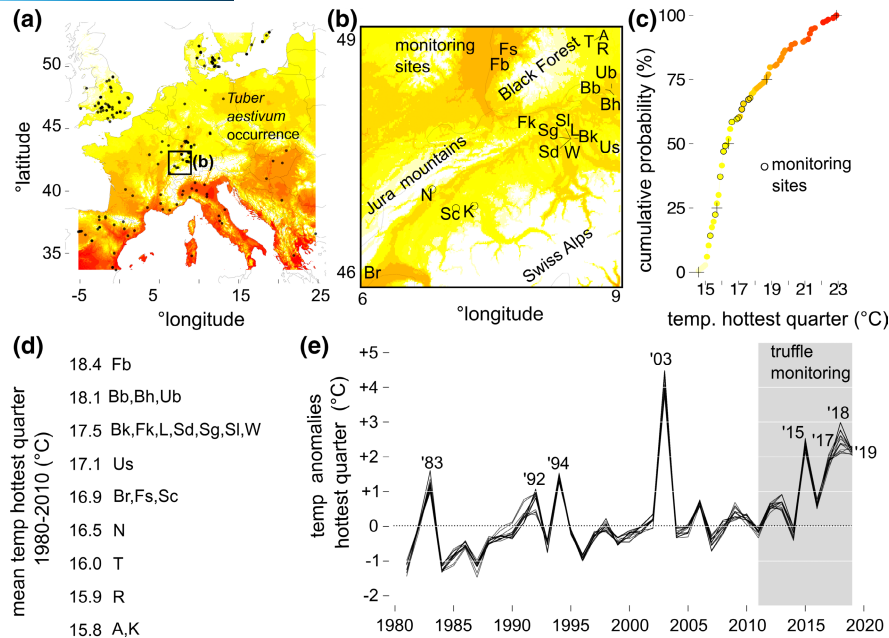 (a)
50
45
40
35
°latitude
Tuber
aestivum
occurrence
(b)
-5
5
15
25
°longitude
(b)
49
46
monitoring
sites
Fs
Fb
Black Forest
T
A
R
Ub
Bb
Bh
Fk
Sg
Sl
L
Bk
Us
Sd
W
Jura mountains
N
Sc
K
Swiss Alps
Br
6
9
°longitude
(c)
cumulative probability (%)
100
75
50
25
0
monitoring
sites
15
17
19
21
23
temp. hottest quarter (°C)
(d)
mean temp hottest quarter
1980-2010 (°C)
18.4 Fb
18.1 Bb,Bh,Ub
17.5 Bk,Fk,L,Sd,Sg,Sl,W
17.1 Us
16.9 Br,Fs,Sc
16.5 N
16.0 T
15.9 R
15.8 A,K
(e)
temp anomalies
hottest quarter (°C)
+5
+4
+3
+2
+1
0
-1
-2
'83
'92
'94
'03
truffle
monitoring
'15
'17
'18
'19
1980
1985
1990
1995
2000
2005
2010
2015
2020